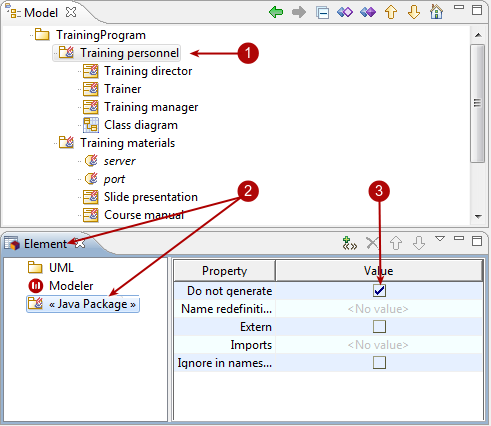 Model
TrainingProgram
Training personnel
1
Training director
Trainer
Training manager
Class diagram
Training materials
server
port
Slide presentation
2
3
Course manual
Element
UML
Modeler
« Java Package »
Property Value
Do not generate
Name redefiniti... <No value>
Extern
Imports <No value>
Ignore in names...